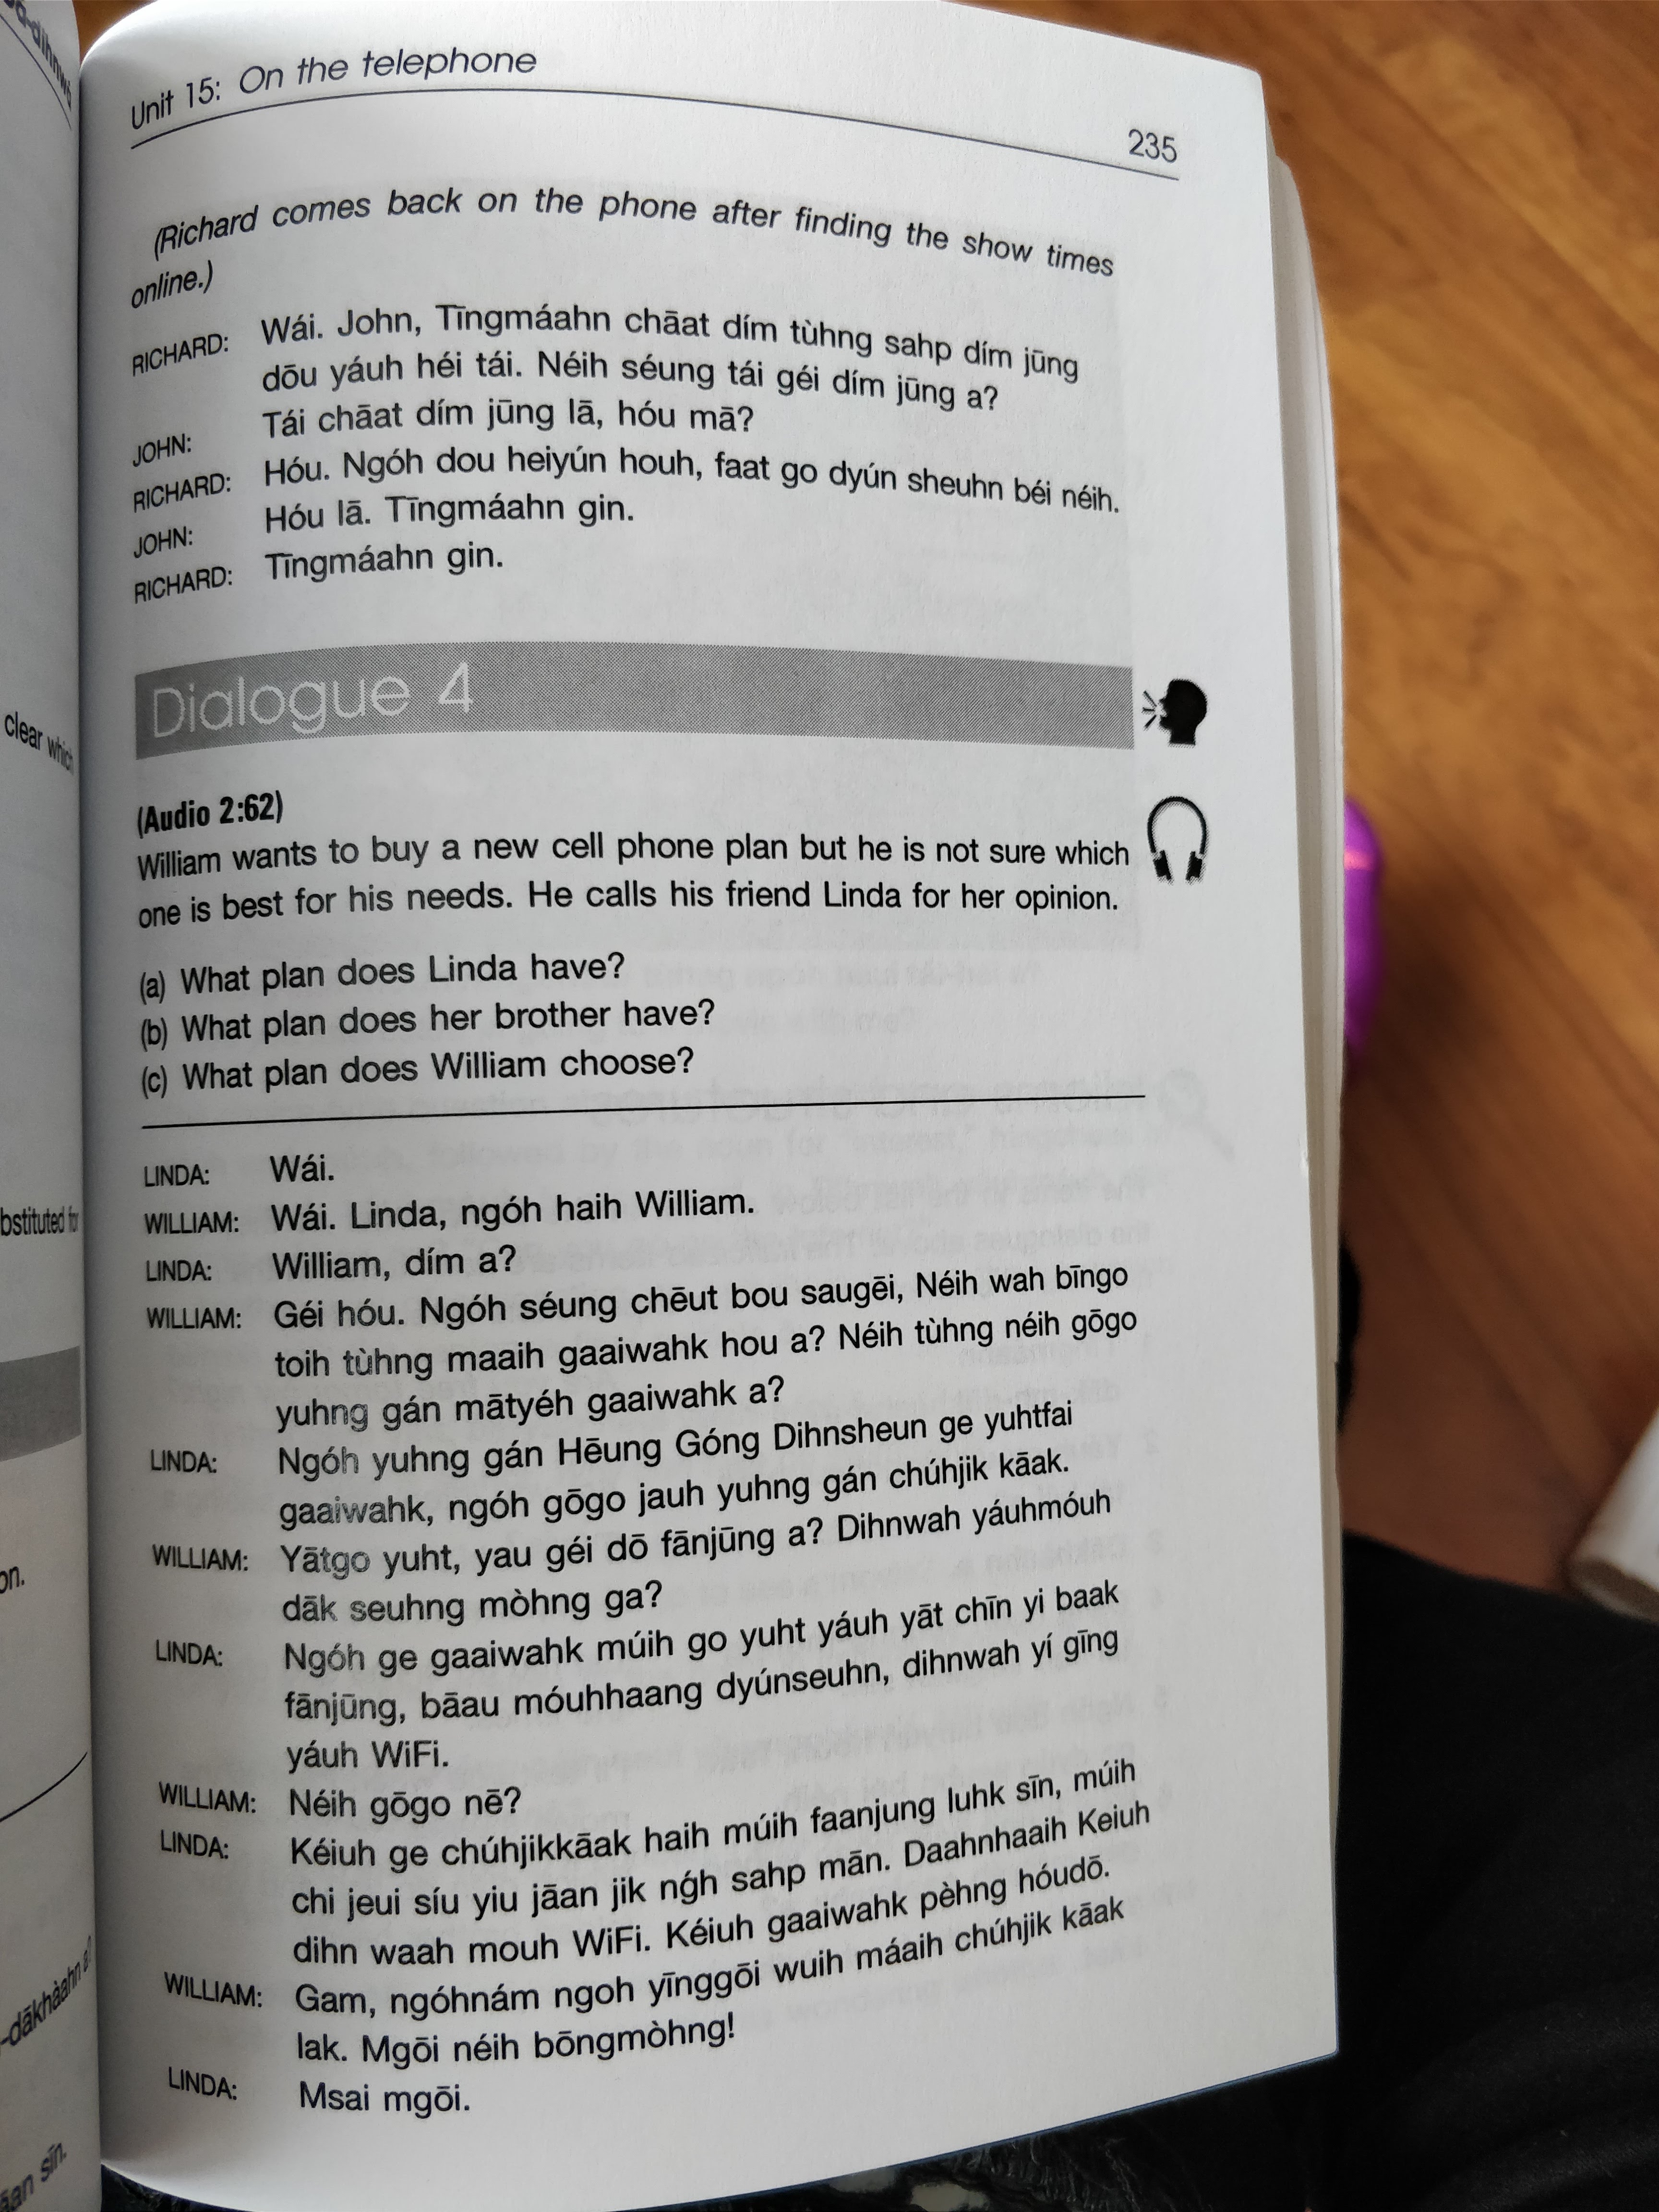 Unit 15: On the telephone
235
(Richard comes back on the phone after finding the show times
online.)
RICHARD: Wái. John, Tīngmáahn chāat dím tùhng sahp dím jūng
dōu yáuh héi tái. Néih séung tái géi dím jūng a?
JOHN: Tái chāat dím jūng lā, hóu mā?
RICHARD: Hóu. Ngóh dou heiyún houh, faat go dyún sheuhn béi néih.
JOHN: Hóu lā. Tīngmáahn gin.
RICHARD: Tīngmáahn gin.
Dialogue 4
(Audio 2:62)
William wants to buy a new cell phone plan but he is not sure which
one is best for his needs. He calls his friend Linda for her opinion.
(a) What plan does Linda have?
(b) What plan does her brother have?
(c) What plan does William choose?
LINDA: Wái.
WILLIAM: Wái. Linda, ngóh haih William.
LINDA: William, dím a?
WILLIAM: Géi hóu. Ngóh séung chēut bou saugēi, Néih wah bīngo
toih tùhng maaih gaaiwahk hou a? Néih tùhng néih gōgo
yuhng gán mātyéh gaaiwahk a?
LINDA: Ngóh yuhng gán Hēung Góng Dihnsheun ge yuhtfai
gaaiwahk, ngóh gōgo jauh yuhng gán chúhjik kāak.
WILLIAM: Yātgo yuht, yau géi dō fānjūng a? Dihnwah yáuhmóuh
dāk seuhng mòhng ga?
LINDA: Ngóh ge gaaiwahk múih go yuht yáuh yāt chīn yi baak
fānjūng, bāau móuhhaang dyúnseuhn, dihnwah yí gīng
yáuh WiFi.
WILLIAM: Néih gōgo nē?
LINDA: Kéiuh ge chúhjikkāak haih múih faanjung luhk sīn, múih
chi jeui síu yiu jāan jik nǵh sahp mān. Daahnhaaih Keiuh
dihn waah mouh WiFi. Kéiuh gaaiwahk pèhng hóudō.
WILLIAM: Gam, ngóhnám ngoh yīnggōi wuih máaih chúhjik kāak
lak. Mgōi néih bōngmòhng!
LINDA: Msai mgōi.
clear which
bstituted
on.
-dākhàahn
sīn.